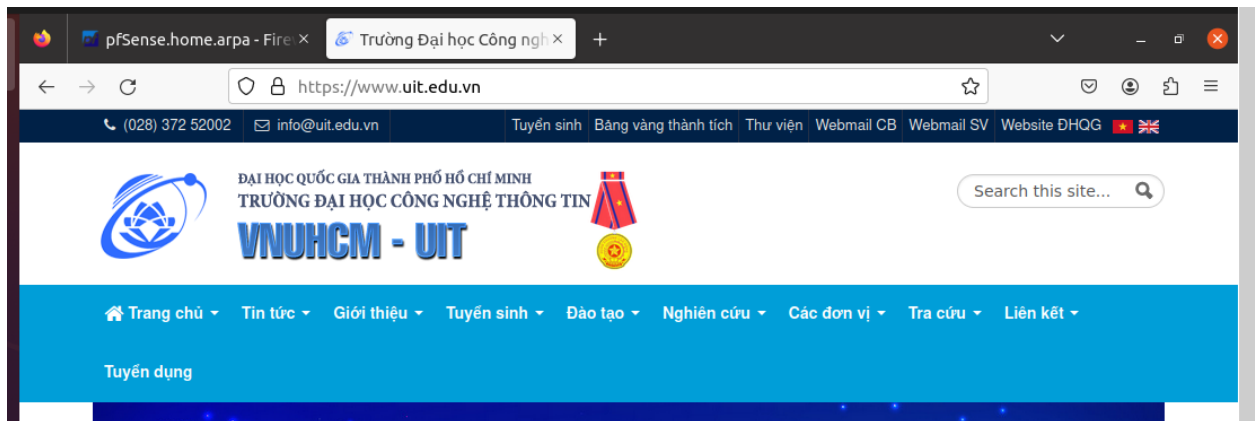 pfSense.home.arpa - Fire
Trường Đại học Công ngh
https://www.uit.edu.vn
(028) 372 52002 info@uit.edu.vn Tuyển sinh Bảng vàng thành tích Thư viện Webmail CB Webmail SV Website ĐHQG
ĐẠI HỌC QUỐC GIA THÀNH PHỐ HỒ CHÍ MINH
TRƯỜNG ĐẠI HỌC CÔNG NGHỆ THÔNG TIN
VNUHCM - UIT
Search this site...
Trang chủ Tin tức Giới thiệu Tuyển sinh Đào tạo Nghiên cứu Các đơn vị Tra cứu Liên kết
Tuyển dụng